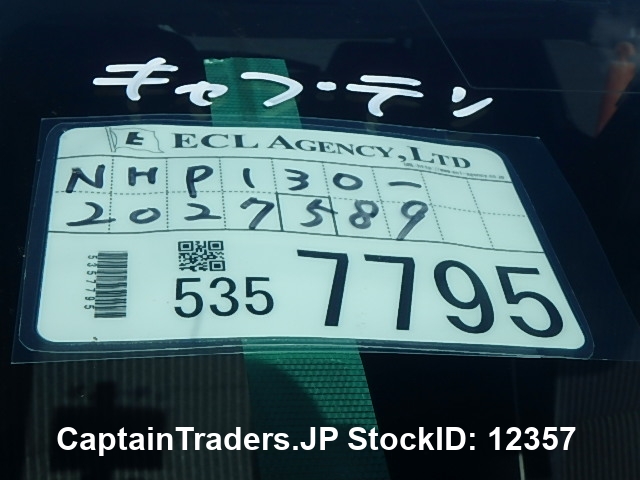 キャプテン
E ECL AGENCY, LTD
NHP130-
2027589
5357795
535 7795
CaptainTraders.JP StockID: 12357